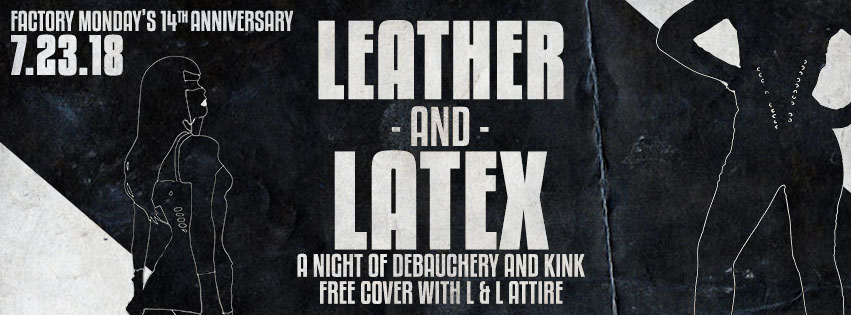 FACTORY MONDAY'S 14TH ANNIVERSARY
7.23.18
LEATHER
- AND -
LATEX
A NIGHT OF DEBAUCHERY AND KINK
FREE COVER WITH L & L ATTIRE